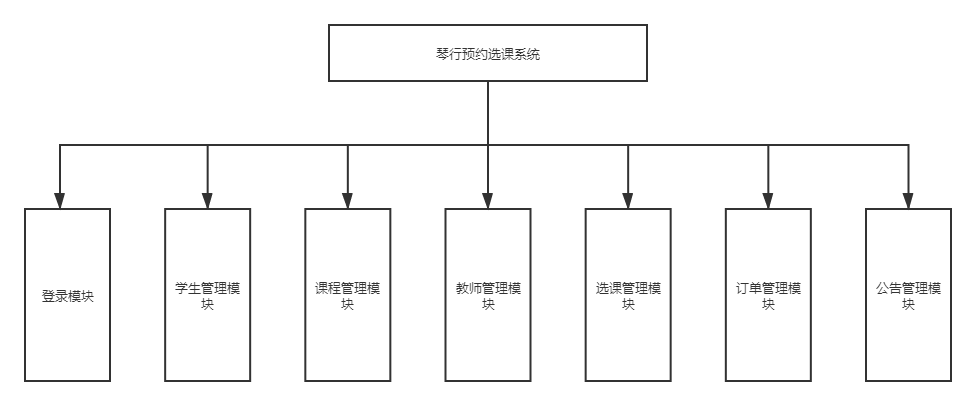 琴行预约选课系统
登录模块
学生管理模
块
课程管理模
块
教师管理模
块
选课管理模
块
订单管理模
块
公告管理模
块